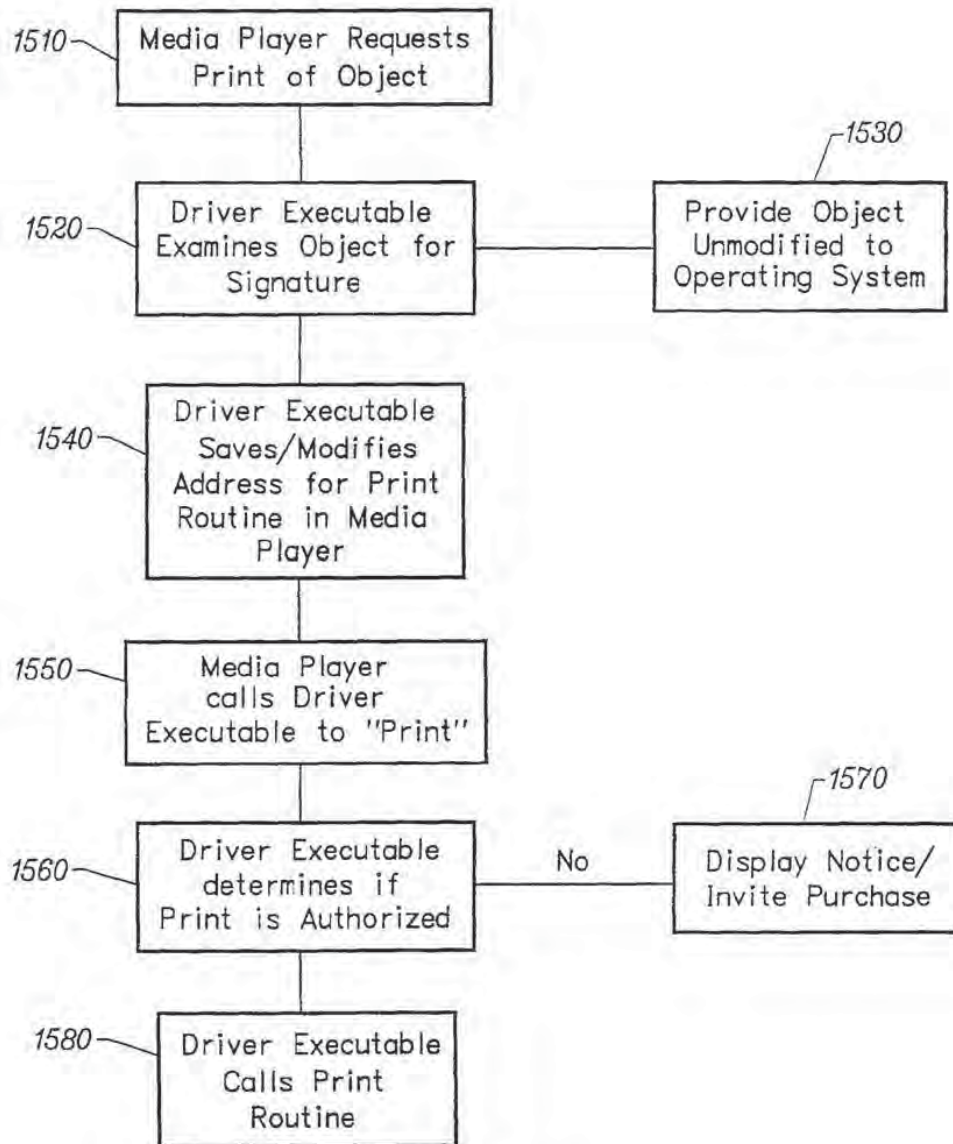 1510
Media Player Requests
Print of Object
1530
1520
Driver Executable
Examines Object for
Signature
Provide Object
Unmodified to
Operating System
1540
Driver Executable
Saves/Modifies
Address for Print
Routine in Media
Player
1550
Media Player
calls Driver
Executable to "Print"
1570
1560
Driver Executable
determines if
Print is Authorized
No
Display Notice/
Invite Purchase
1580
Driver Executable
Calls Print
Routine